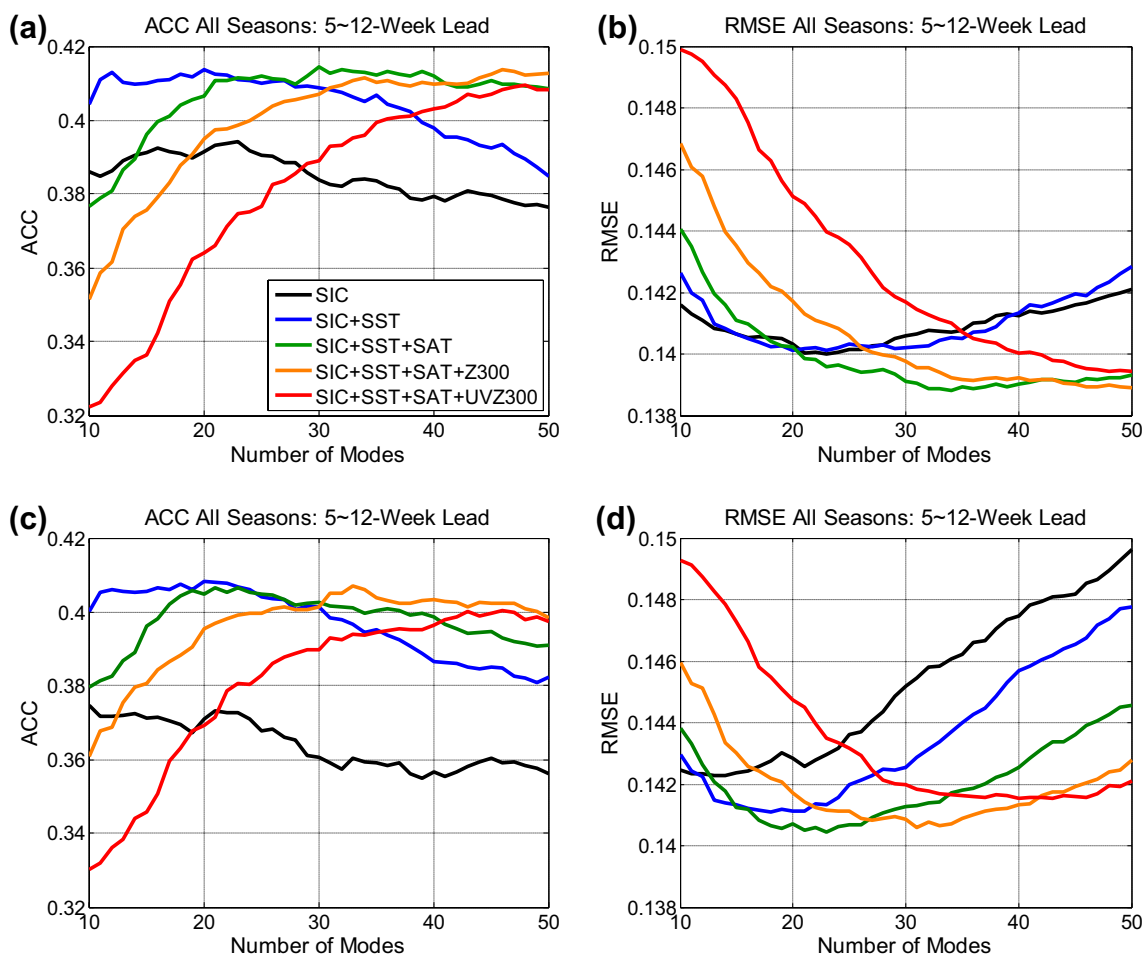 (a)
ACC All Seasons: 5~12-Week Lead
0.42
0.4
0.38
0.36
0.34
0.32
ACC
10
20
30
40
50
Number of Modes
SIC
SIC+SST
SIC+SST+SAT
SIC+SST+SAT+Z300
SIC+SST+SAT+UVZ300
(b)
RMSE All Seasons: 5~12-Week Lead
0.15
0.148
0.146
0.144
0.142
0.14
0.138
RMSE
10
20
30
40
50
Number of Modes
(c)
ACC All Seasons: 5~12-Week Lead
0.42
0.4
0.38
0.36
0.34
0.32
ACC
10
20
30
40
50
Number of Modes
(d)
RMSE All Seasons: 5~12-Week Lead
0.15
0.148
0.146
0.144
0.142
0.14
0.138
RMSE
10
20
30
40
50
Number of Modes